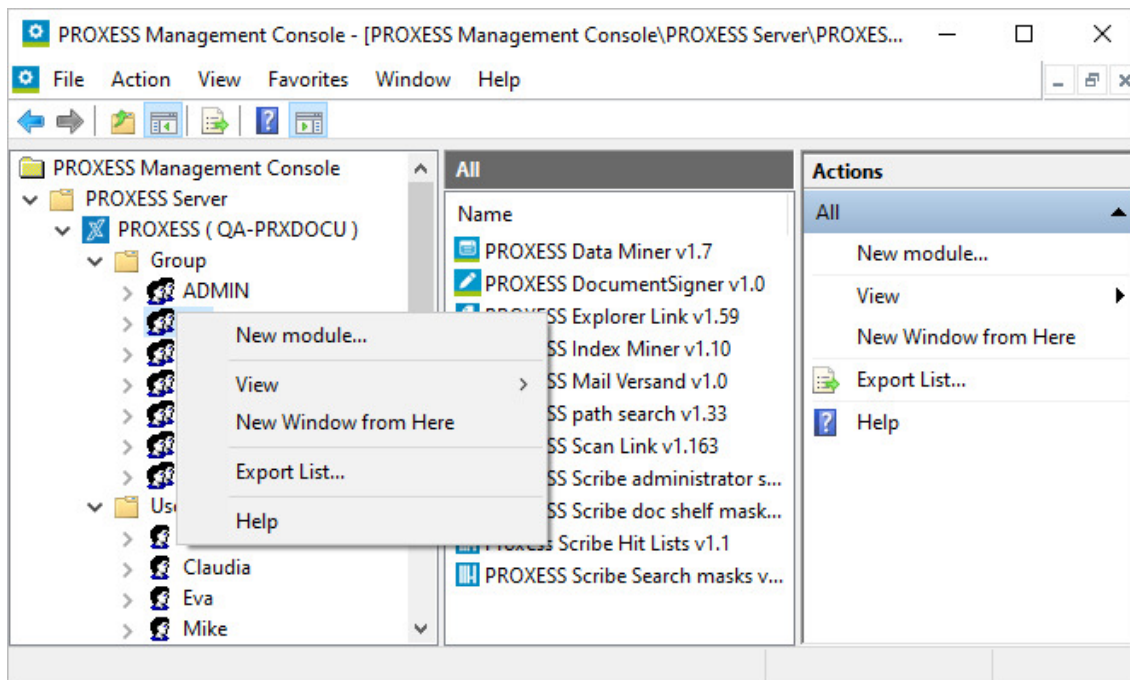 PROXESS Management Console - [PROXESS Management Console\PROXESS Server\PROXES...
File Action View Favorites Window Help
PROXESS Management Console
PROXESS Server
PROXESS ( QA-PRXDOCU )
Group
ADMIN
Claudia
Eva
Mike
New module...
View
New Window from Here
Export List...
Help
All
Name
PROXESS Data Miner v1.7
PROXESS DocumentSigner v1.0
SS Explorer Link v1.59
SS Index Miner v1.10
SS Mail Versand v1.0
SS path search v1.33
SS Scan Link v1.163
SS Scribe administrator s...
SS Scribe doc shelf mask...
Proxess Scribe Hit Lists v1.1
PROXESS Scribe Search masks v...
Actions
All
New module...
View
New Window from Here
Export List...
Help